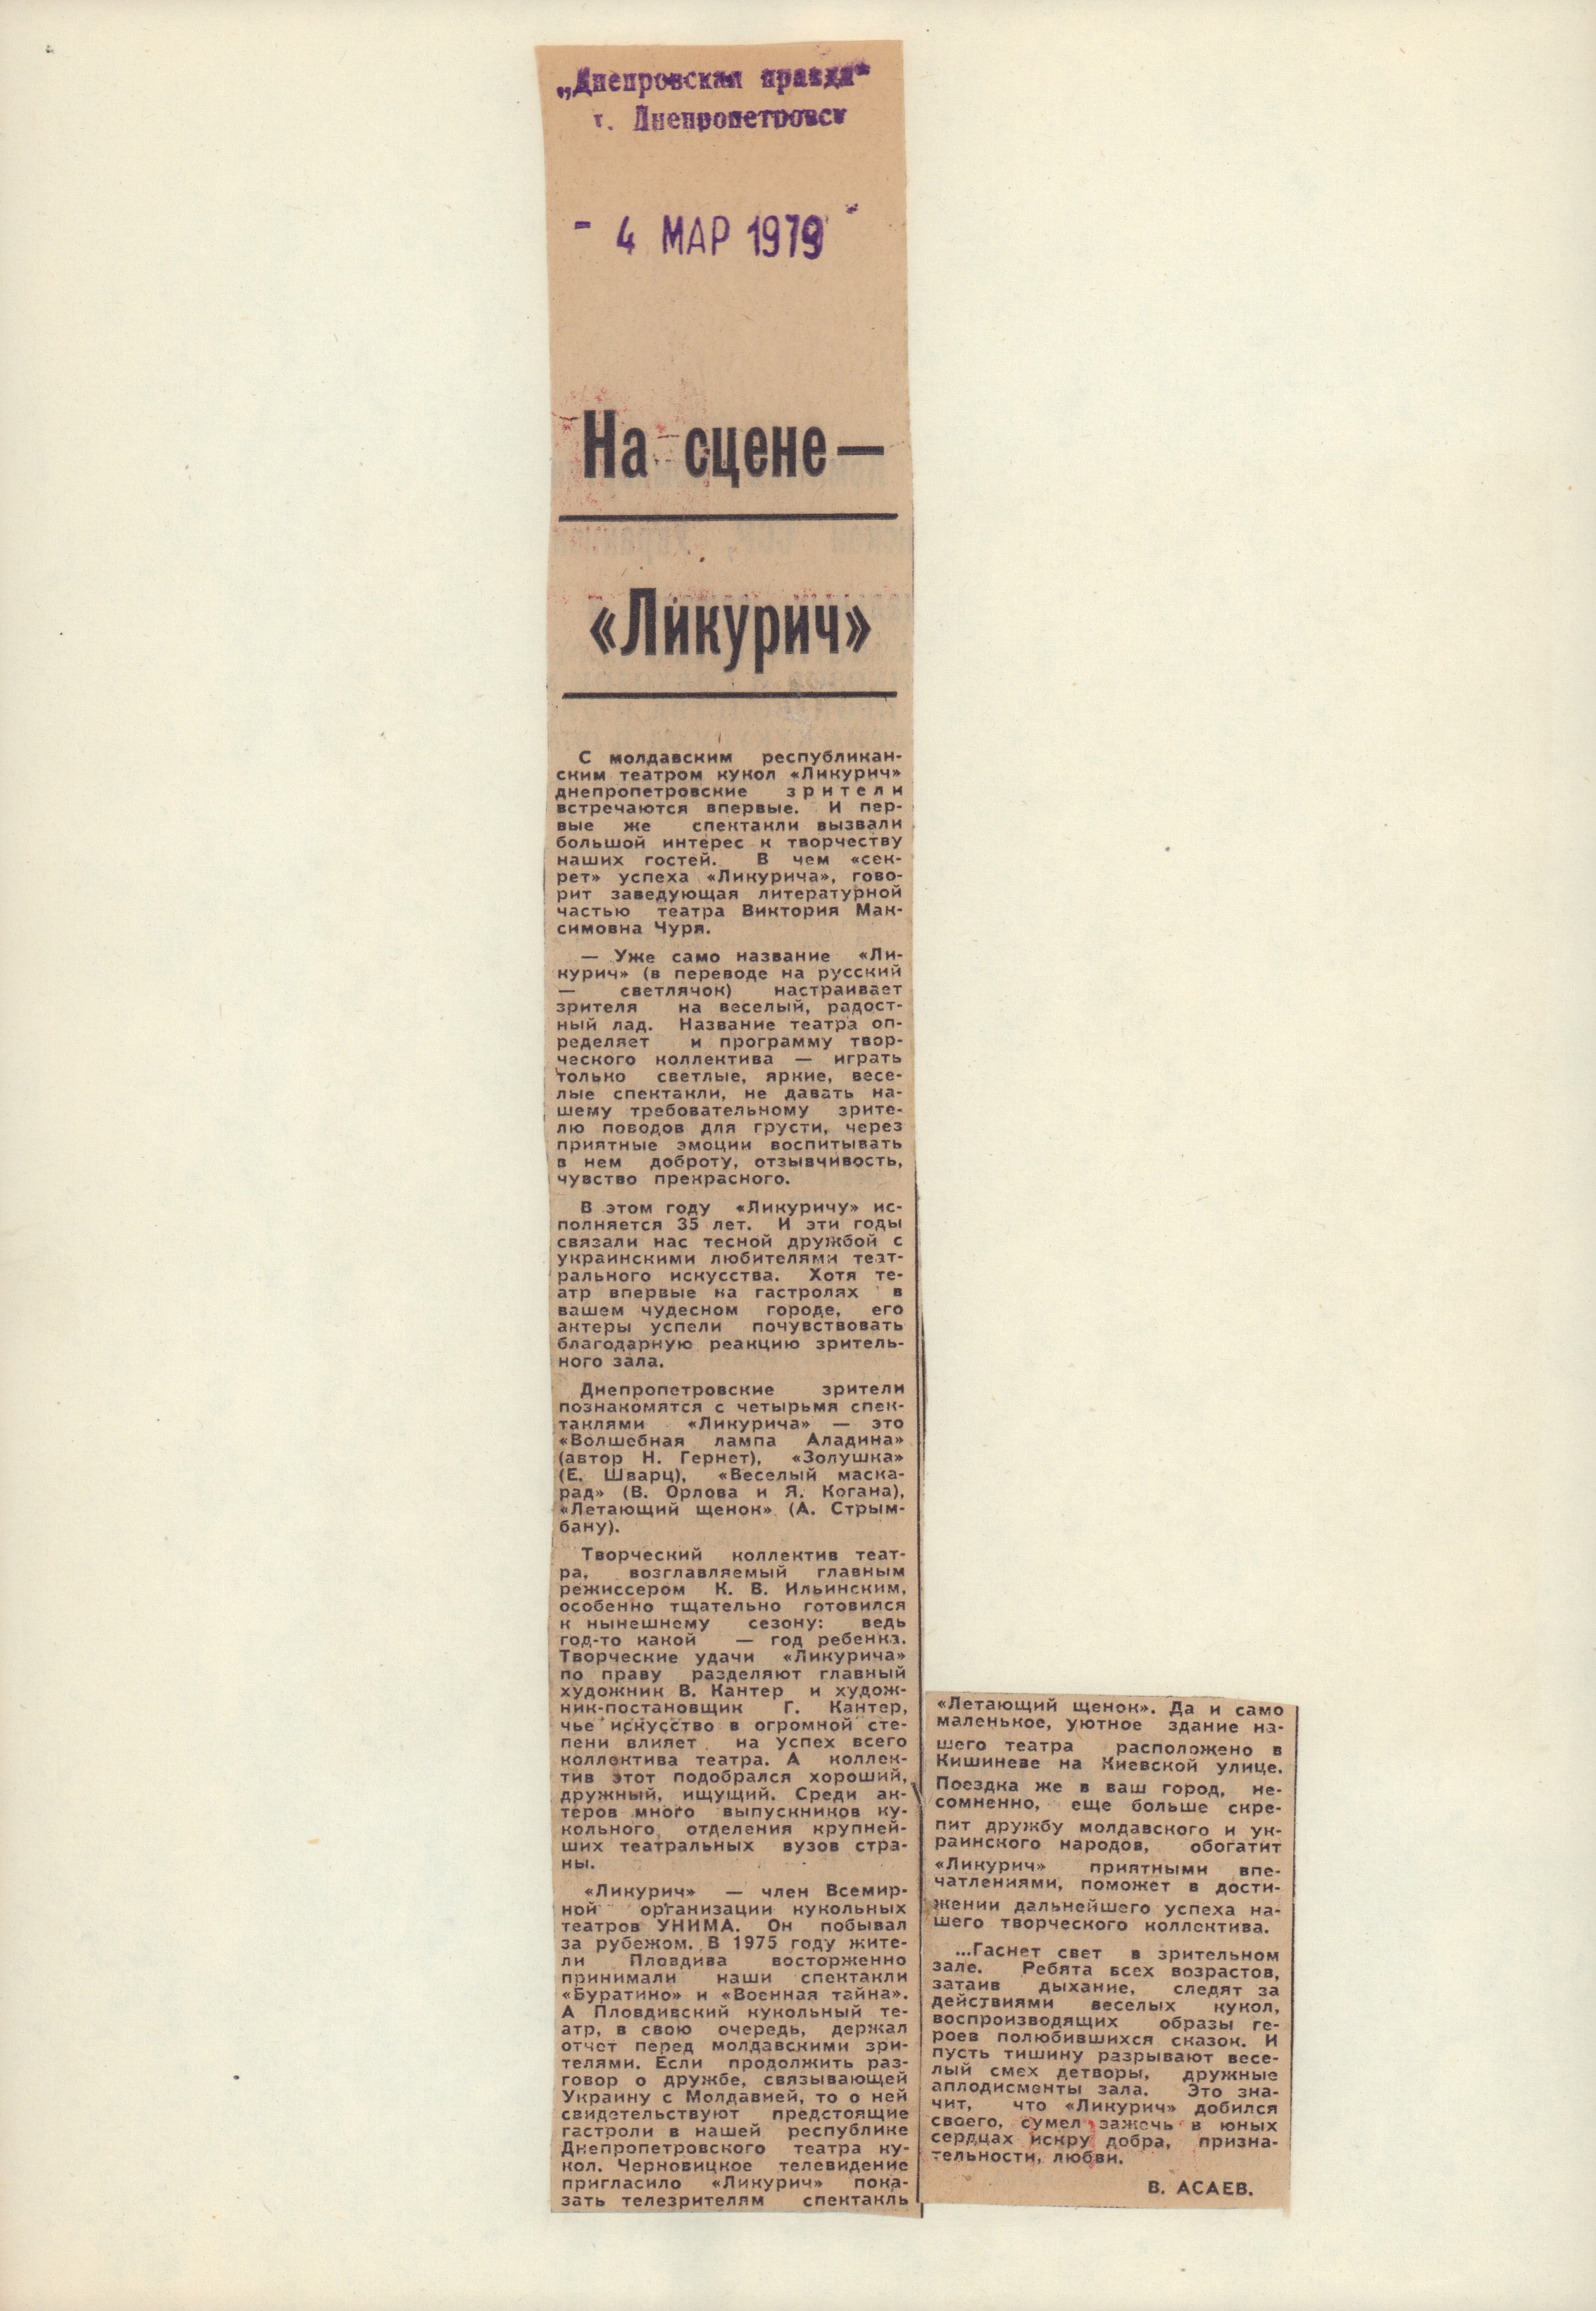 „Днепровская правда“
г. Днепропетровск
- 4 МАР 1979
На сцене —
«Ликурич»
С молдавским республикан-
ским театром кукол «Ликурич»
днепропетровские зрители
встречаются впервые. И пер-
вые же спектакли вызвали
большой интерес к творчеству
наших гостей. В чем «сек-
рет» успеха «Ликурича», гово-
рит заведующая литературной
частью театра Виктория Мак-
симовна Чуря.
— Уже само название «Ли-
курич» (в переводе на русский
— светлячок) настраивает
зрителя на веселый, радост-
ный лад. Название театра оп-
ределяет и программу твор-
ческого коллектива — играть
только светлые, яркие, весе-
лые спектакли, не давать на-
шему требовательному зрите-
лю поводов для грусти, через
приятные эмоции воспитывать
в нем доброту, отзывчивость,
чувство прекрасного.
В этом году «Ликуричу» ис-
полняется 35 лет. И эти годы
связали нас тесной дружбой с
украинскими любителями теат-
рального искусства. Хотя те-
атр впервые на гастролях в
вашем чудесном городе, его
актеры успели почувствовать
благодарную реакцию зритель-
ного зала.
Днепропетровские зрители
познакомятся с четырьмя спек-
таклями «Ликурича» — это
«Волшебная лампа Аладина»
(автор Н. Гернет), «Золушка»
(Е. Шварц), «Веселый маска-
рад» (В. Орлова и Я. Когана),
«Летающий щенок» (А. Стрым-
бану).
Творческий коллектив теат-
ра, возглавляемый главным
режиссером К. В. Ильинским,
особенно тщательно готовился
к нынешнему сезону: ведь
год-то какой — год ребенка.
Творческие удачи «Ликурича»
по праву разделяют главный
художник В. Кантер и худож-
ник-постановщик Г. Кантер,
чье искусство в огромной сте-
пени влияет на успех всего
коллектива театра. А коллек-
тив этот подобрался хороший,
дружный, ищущий. Среди ак-
теров много выпускников ку-
кольного отделения крупней-
ших театральных вузов стра-
ны.
«Ликурич» — член Всемир-
ной организации кукольных
театров УНИМА. Он побывал
за рубежом. В 1975 году жите-
ли Пловдива восторженно
принимали наши спектакли
«Буратино» и «Военная тайна».
А Пловдивский кукольный те-
атр, в свою очередь, держал
отчет перед молдавскими зри-
телями. Если продолжить раз-
говор о дружбе, связывающей
Украину с Молдавией, то о ней
свидетельствуют предстоящие
гастроли в нашей республике
Днепропетровского театра ку-
кол. Черновицкое телевидение
пригласило «Ликурич» пока-
зать телезрителям спектакль
«Летающий щенок». Да и само
маленькое, уютное здание на-
шего театра расположено в
Кишиневе на Киевской улице.
Поездка же в ваш город, не-
сомненно, еще больше скре-
пит дружбу молдавского и ук-
раинского народов, обогатит
«Ликурич» приятными впе-
чатлениями, поможет в дости-
жении дальнейшего успеха на-
шего творческого коллектива.
...Гаснет свет в зрительном
зале. Ребята всех возрастов,
затаив дыхание, следят за
действиями веселых кукол,
воспроизводящих образы ге-
роев полюбившихся сказок. И
пусть тишину разрывают весе-
лый смех детворы, дружные
аплодисменты зала. Это зна-
чит, что «Ликурич» добился
своего, сумел зажечь в юных
сердцах искру добра, призна-
тельности, любви.
В. АСАЕВ.